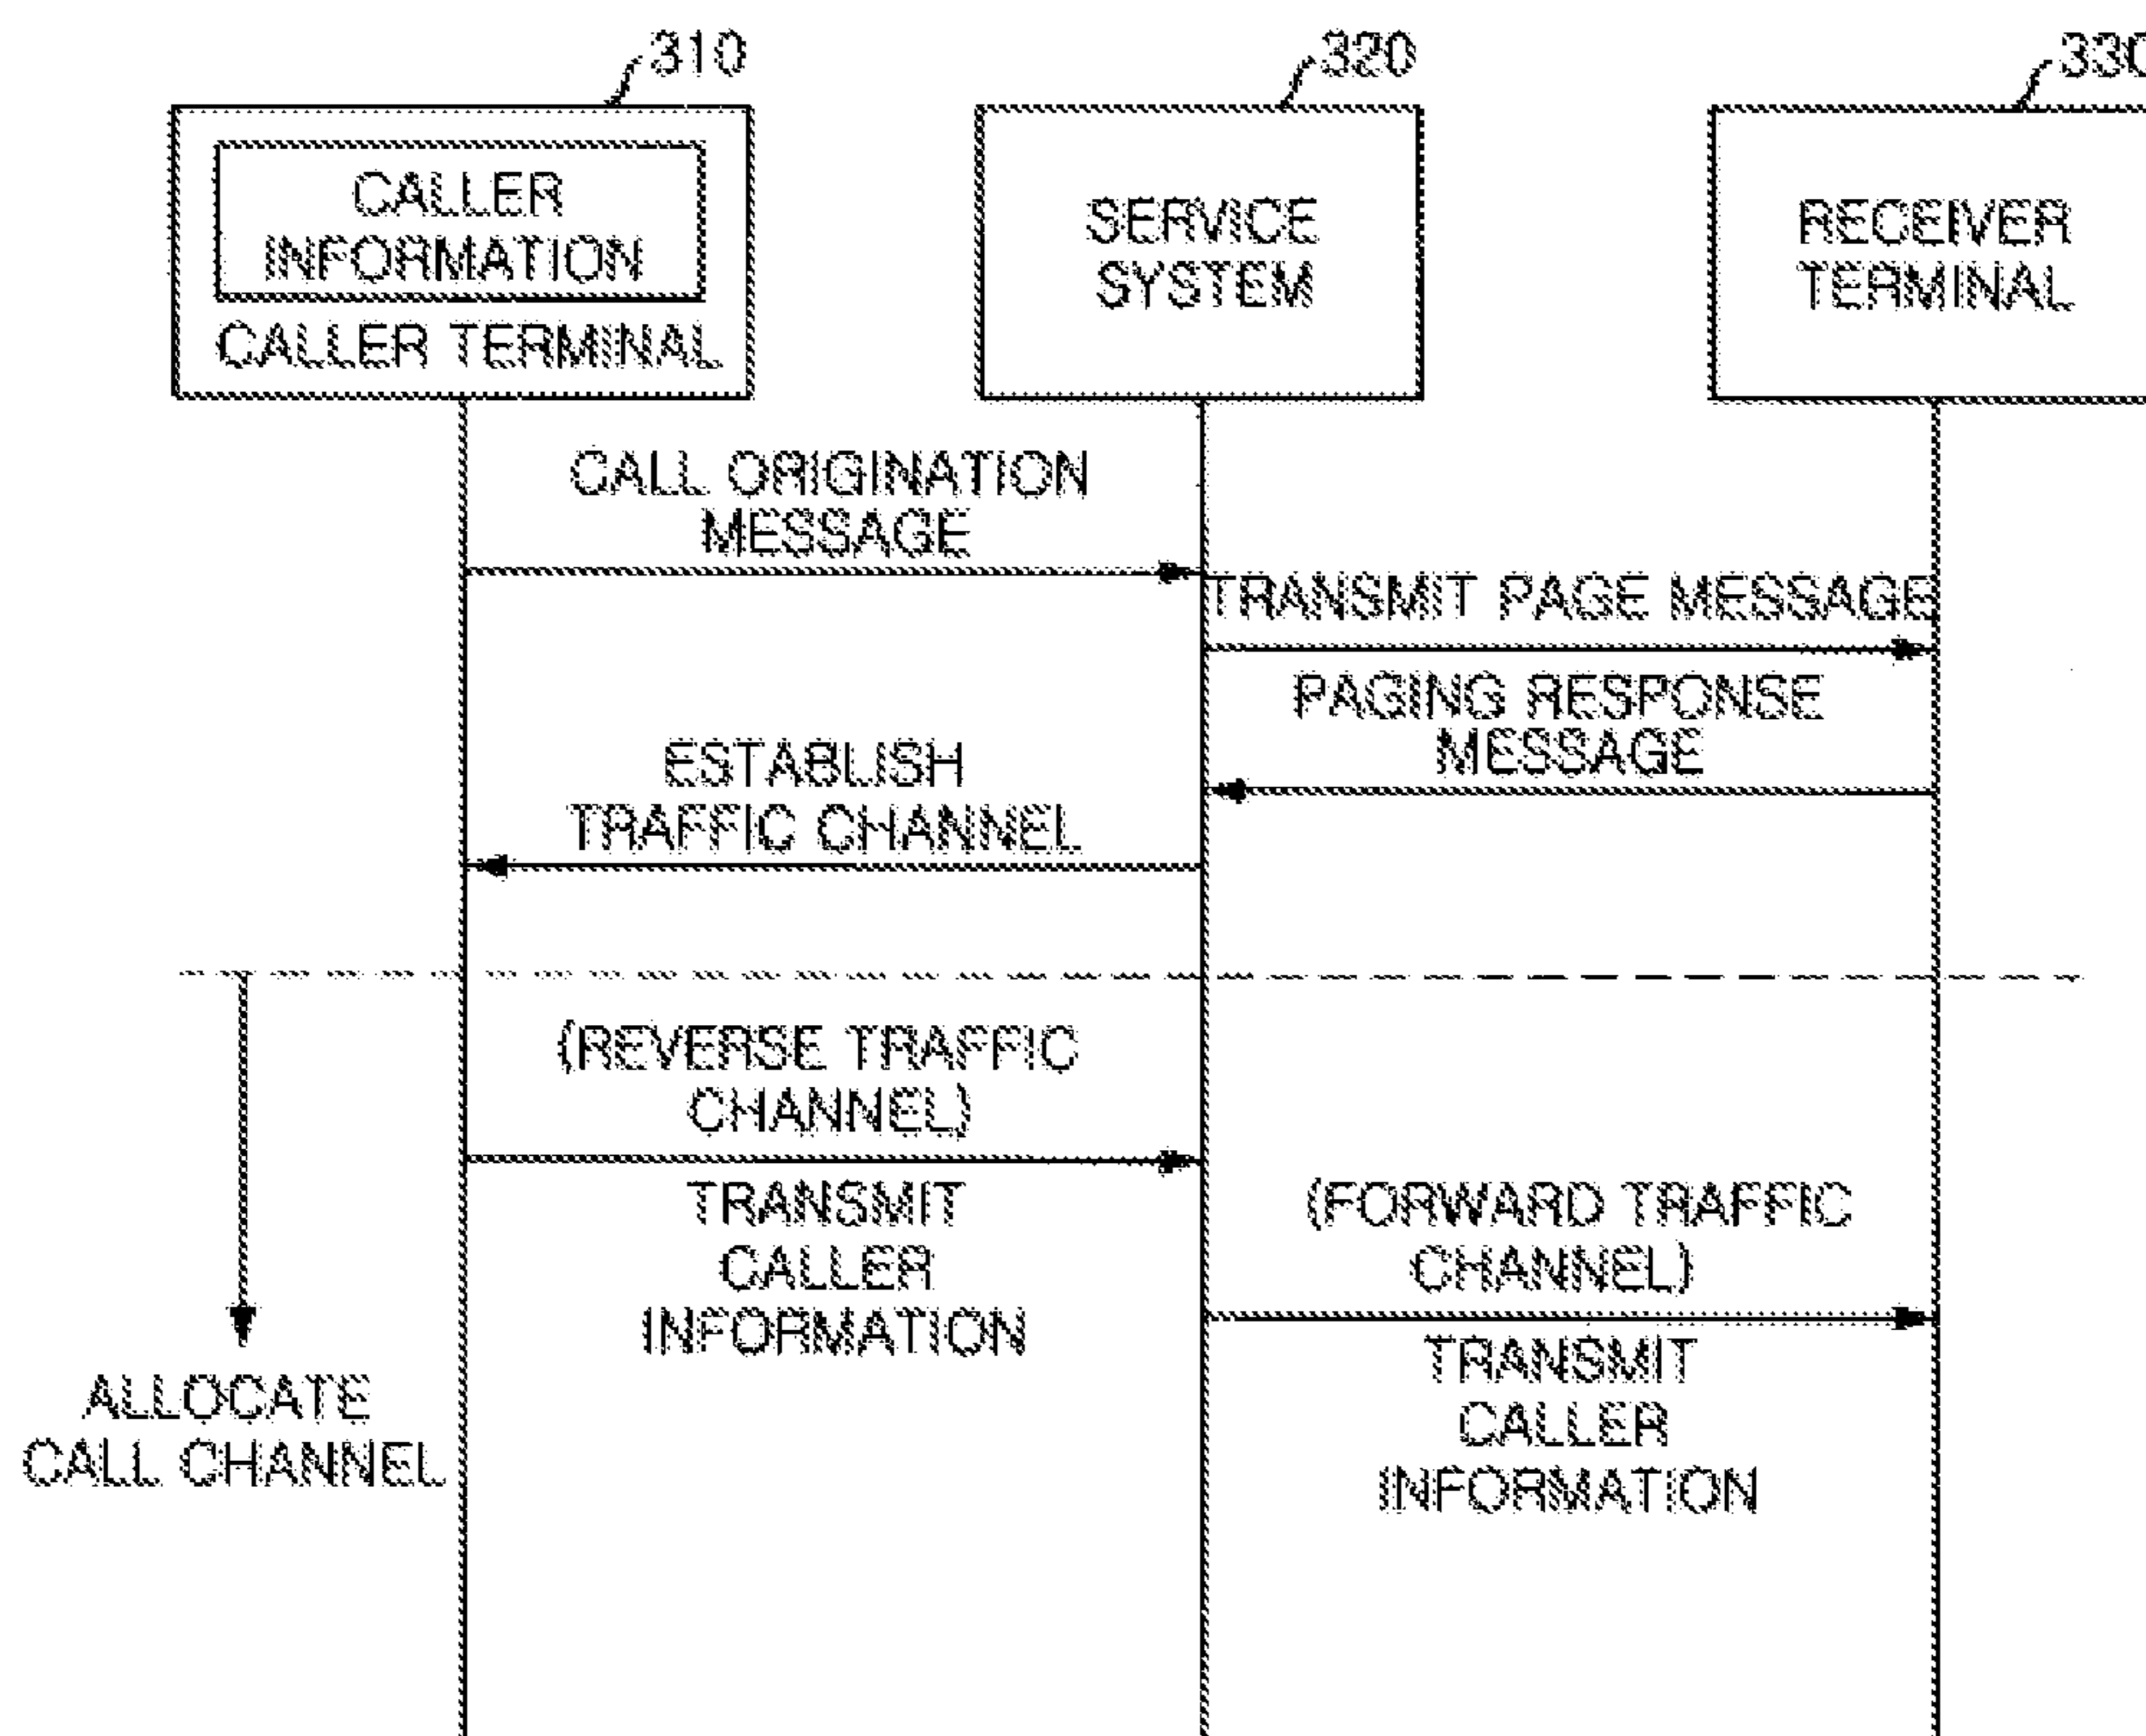 310
320
330
CALLER
INFORMATION
CALLER TERMINAL
SERVICE
SYSTEM
RECEIVER
TERMINAL
CALL ORIGINATION
MESSAGE
TRANSMIT PAGE MESSAGE
PAGING RESPONSE
MESSAGE
ESTABLISH
TRAFFIC CHANNEL
(REVERSE TRAFFIC
CHANNEL)
TRANSMIT
CALLER
INFORMATION
(FORWARD TRAFFIC
CHANNEL)
TRANSMIT
CALLER
INFORMATION
ALLOCATE
CALL CHANNEL